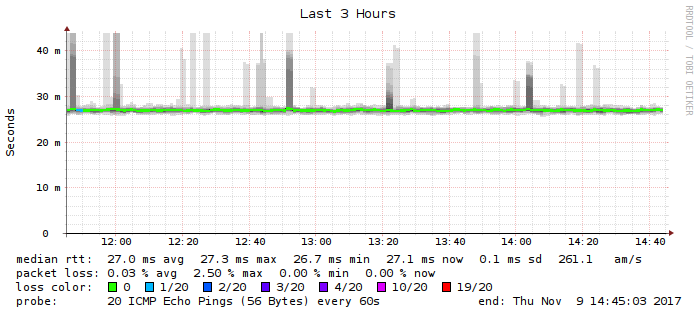 Last 3 Hours
RRDTOOL / TOBI OETIKER
Seconds
40 m
30 m
20 m
10 m
0
12:00 12:20 12:40 13:00 13:20 13:40 14:00 14:20 14:40
median rtt: 27.0 ms avg 27.3 ms max 26.7 ms min 27.1 ms now 0.1 ms sd 261.1 am/s
packet loss: 0.03 % avg 2.50 % max 0.00 % min 0.00 % now
loss color: 0 1/20 2/20 3/20 4/20 10/20 19/20
probe: 20 ICMP Echo Pings (56 Bytes) every 60s end: Thu Nov 9 14:45:03 2017